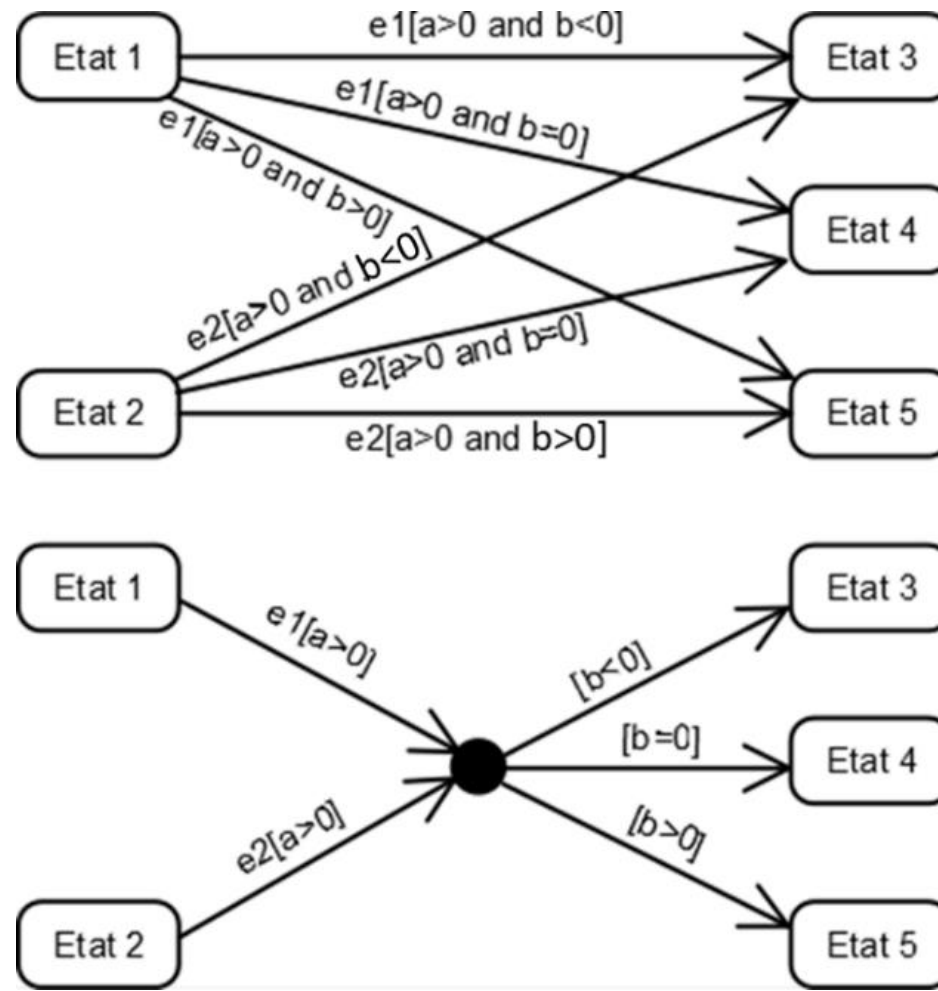 Etat 1
e1[a>0 and b<0]
Etat 3
e1[a>0 and b=0]
e1[a>0 and b>0]
Etat 4
e2[a>0 and b<0]
e2[a>0 and b=0]
Etat 2
e2[a>0 and b>0]
Etat 5
Etat 1
e1[a>0]
Etat 3
[b<0]
[b=0]
Etat 4
e2[a>0]
[b>0]
Etat 2
Etat 5